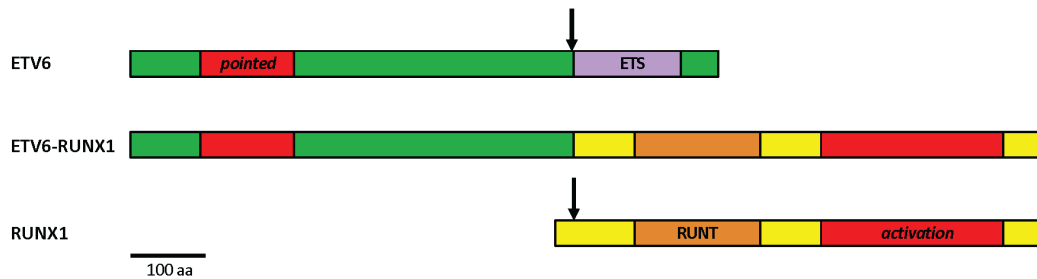 ETV6
pointed
ETS
ETV6-RUNX1
RUNX1
RUNT
activation
100 aa